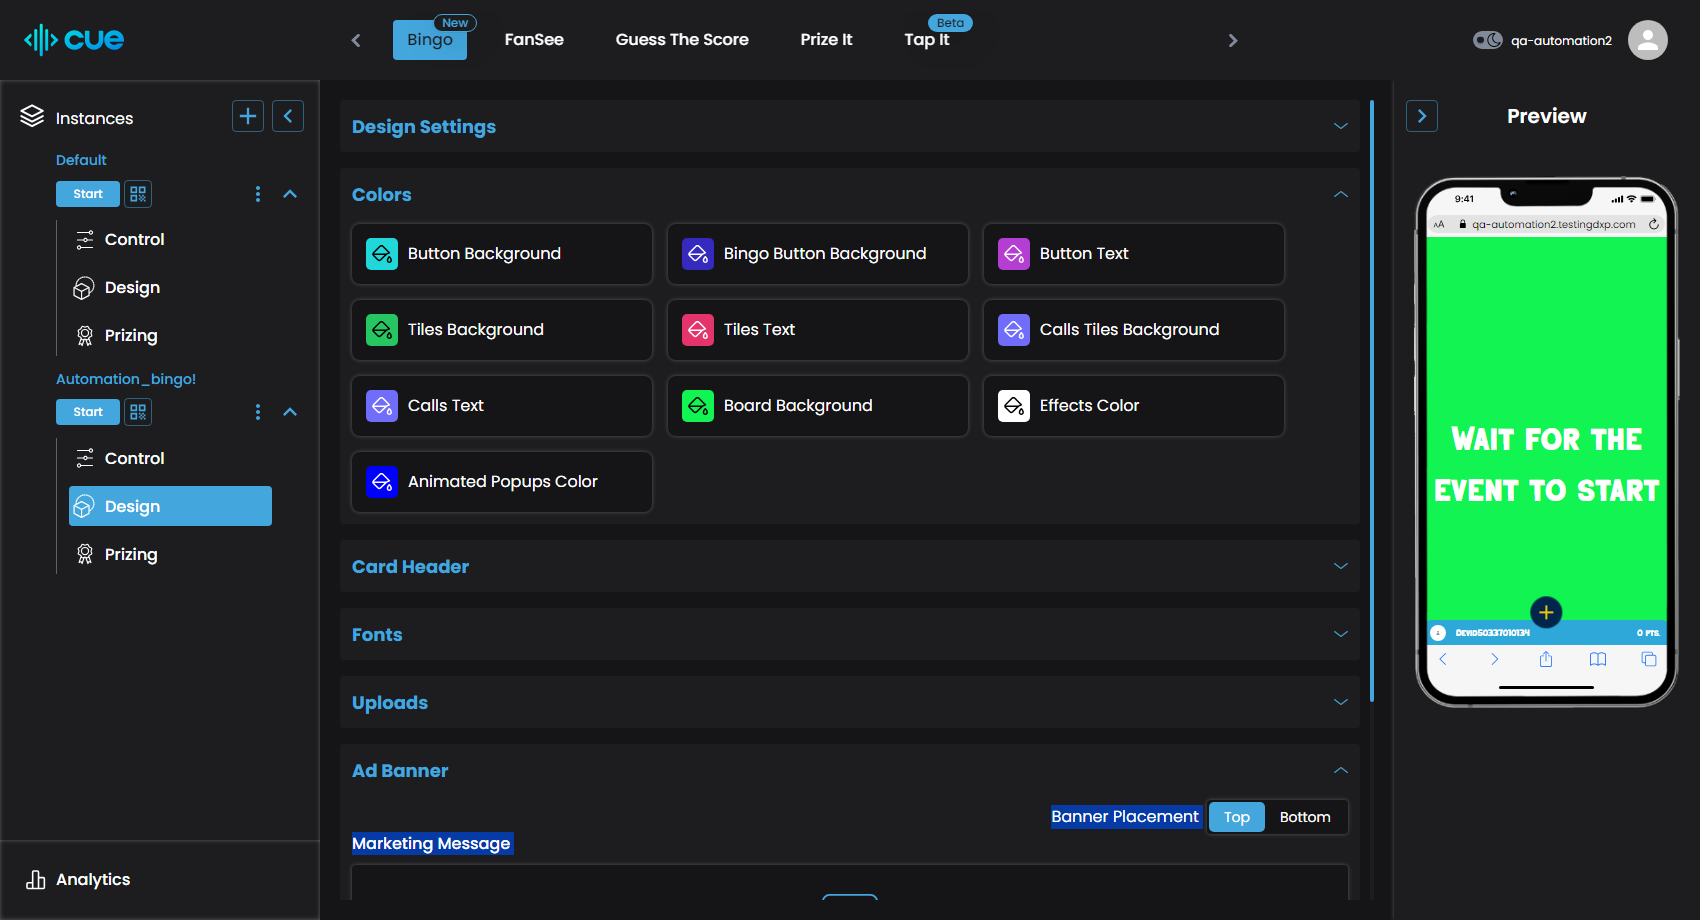 cue
New
Bingo
FanSee
Guess The Score
Prize It
Beta
Tap It
qa-automation2
Instances
Default
Start
Control
Design
Prizing
Automation_bingo!
Start
Control
Design
Prizing
Analytics
Design Settings
Colors
Button Background
Bingo Button Background
Button Text
Tiles Background
Tiles Text
Calls Tiles Background
Calls Text
Board Background
Effects Color
Animated Popups Color
Card Header
Fonts
Uploads
Ad Banner
Banner Placement
Top
Bottom
Marketing Message
Preview
9:41
AA
qa-automation2.testingdxp.com
WAIT FOR THE
EVENT TO START
DEVID50337010134
0 PTS.